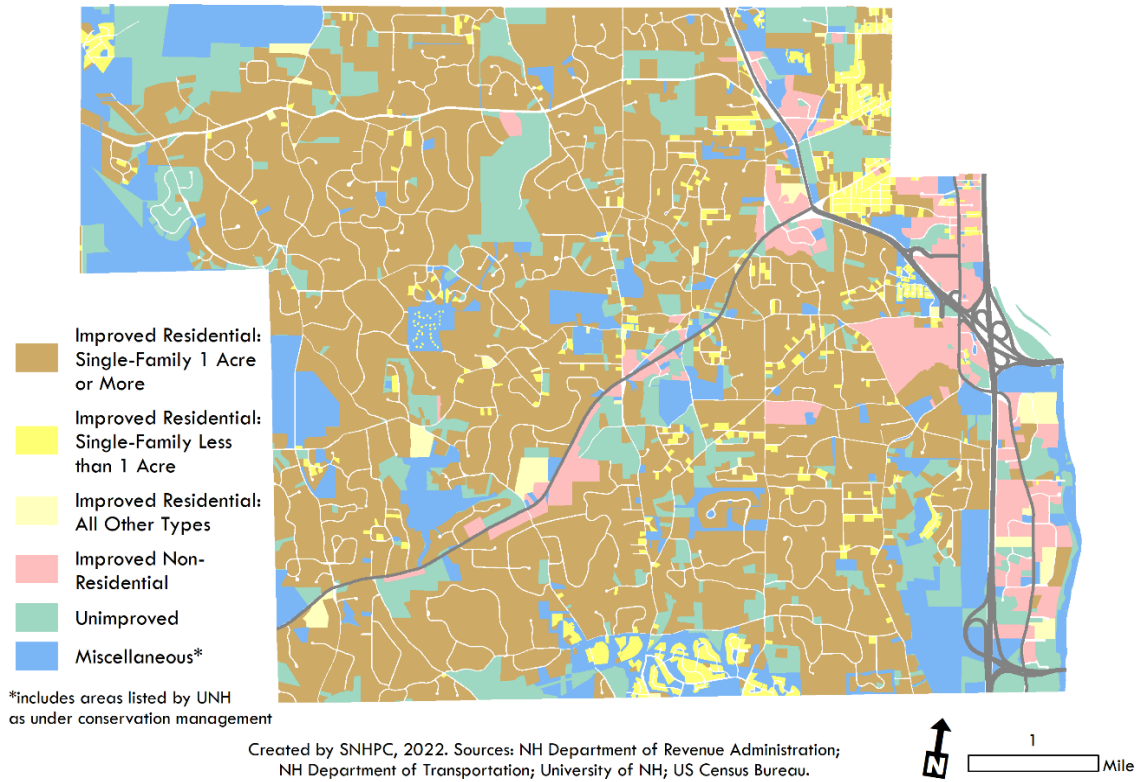 Improved Residential:
Single-Family 1 Acre
or More
Improved Residential:
Single-Family Less
than 1 Acre
Improved Residential:
All Other Types
Improved Non-
Residential
Unimproved
Miscellaneous*
*includes areas listed by UNH
as under conservation management
Created by SNHPC, 2022. Sources: NH Department of Revenue Administration;
NH Department of Transportation; University of NH; US Census Bureau.
N
1
Mile